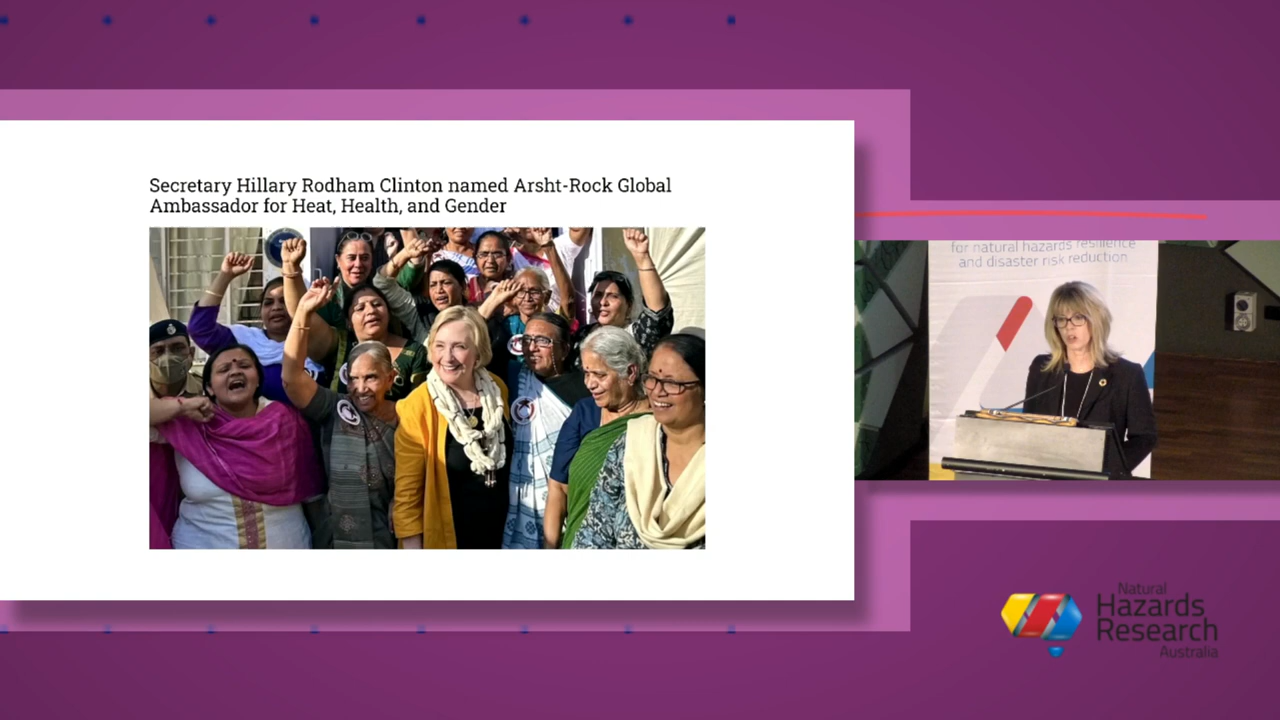 Secretary Hillary Rodham Clinton named Arsht-Rock Global
Ambassador for Heat, Health, and Gender
for natural hazards resilience
and disaster risk reduction
Natural
Hazards
Research
Australia